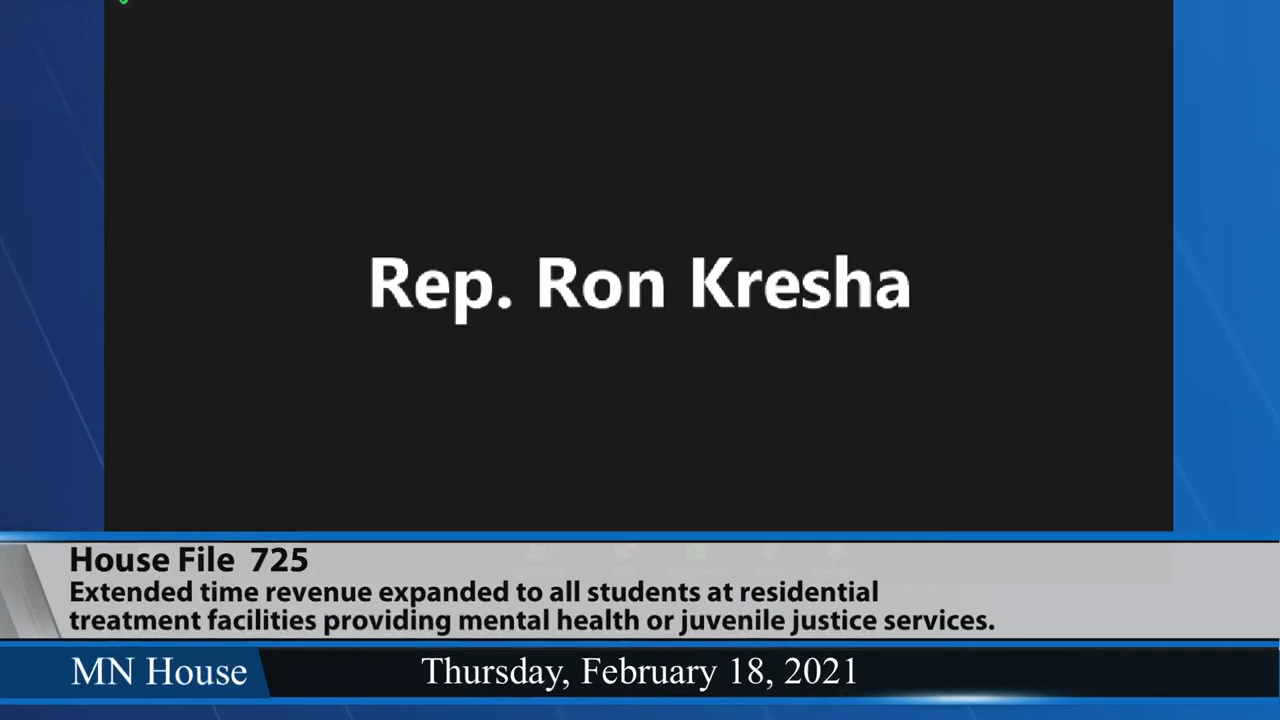 Rep. Ron Kresha
House File 725
Extended time revenue expanded to all students at residential
treatment facilities providing mental health or juvenile justice services.
MN House
Thursday, February 18, 2021